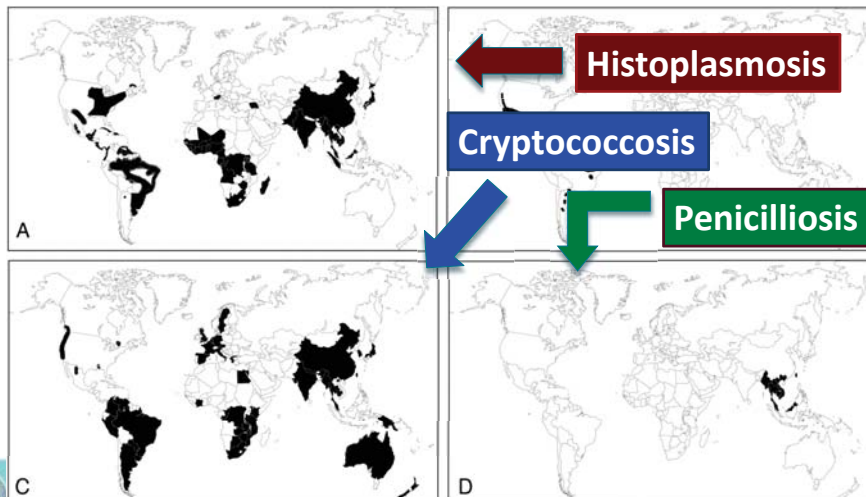 Histoplasmosis
Cryptococcosis
A
Penicilliosis
C
D